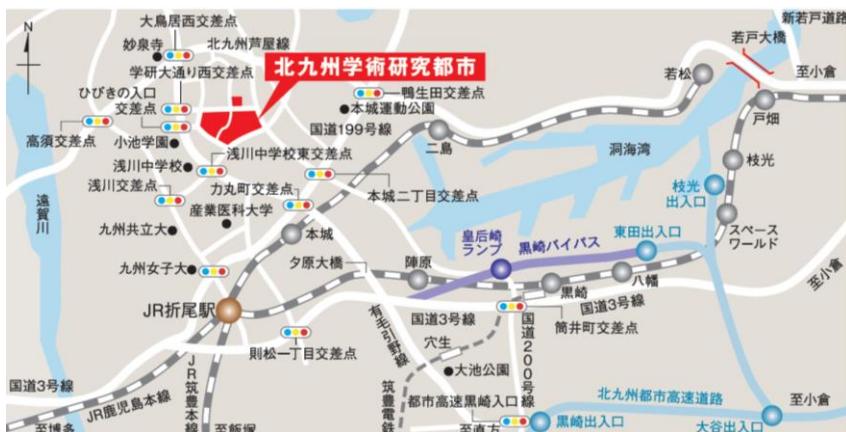 N
大鳥居西交差点
新若戸道路
妙泉寺
北九州芦屋線
若戸大橋
学研大通り西交差点
北九州学術研究都市
至小倉
若松
ひびきの入口
交差点
鴨生田交差点
本城運動公園
戸畑
高須交差点
小池学園
国道199号線
二島
洞海湾
浅川中学校
浅川中学校東交差点
枝光
浅川交差点
力丸町交差点
本城二丁目交差点
枝光
出入口
遠賀川
産業医科大学
九州共立大
本城
皇后崎
ランプ
黒崎バイパス
東田出入口
スペース
ワールド
九州女子大
夕原大橋
陣原
八幡
黒崎
国道3号線
至小倉
JR折尾駅
有毛引野線
国道3号線
国道200号線
筒井町交差点
則松一丁目交差点
穴生
大池公園
国道3号線
JR鹿児島本線
JR筑豊本線
筑豊電鉄
都市高速黒崎入口
北九州都市高速道路
至小倉
至博多
至飯塚
至直方
黒崎出入口
大谷出入口